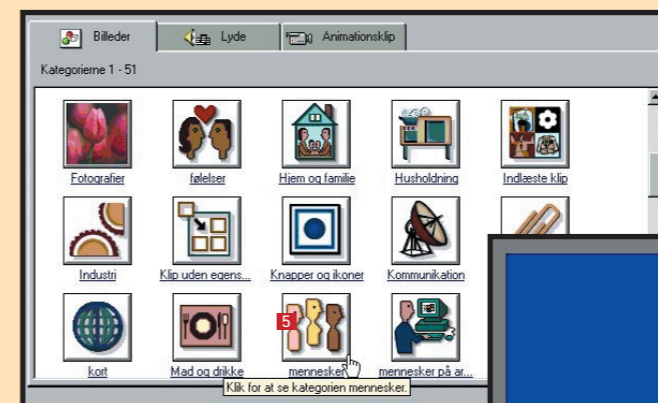 Billeder Lyde Animationsklip
Kategorierne 1 - 51
Fotografier følelser Hjem og familie Husholdning Indlæste klip
Industri Klip uden egens... Knapper og ikoner Kommunikation
5
kort Mad og drikke mennesker mennesker på ar...
Klik for at se kategorien mennesker.